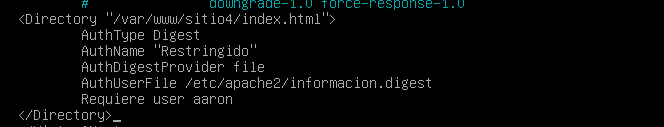 #               downgrade-1.0 force-response-1.0
<Directory "/var/www/sitio4/index.html">
AuthType Digest
AuthName "Restringido"
AuthDigestProvider file
AuthUserFile /etc/apache2/informacion.digest
Requiere user aaron
</Directory>_